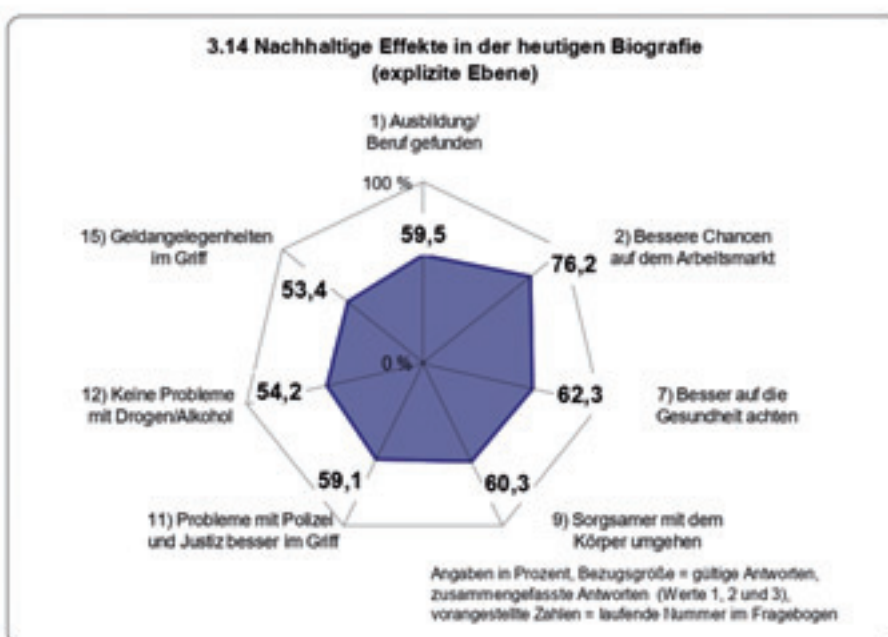 3.14 Nachhaltige Effekte in der heutigen Biografie
(explizite Ebene)
1) Ausbildung/
Beruf gefunden
100 %
59,5
15) Geldangelegenheiten
im Griff
53,4
2) Bessere Chancen
auf dem Arbeitsmarkt
76,2
0 %
12) Keine Probleme
mit Drogen/Alkohol
54,2
62,3
7) Besser auf die
Gesundheit achten
59,1
60,3
11) Probleme mit Polizei
und Justiz besser im Griff
9) Sorgsamer mit dem
Körper umgehen
Angaben in Prozent, Bezugsgröße = gültige Antworten,
zusammengefasste Antworten (Werte 1, 2 und 3),
vorangestellte Zahlen = laufende Nummer im Fragebogen